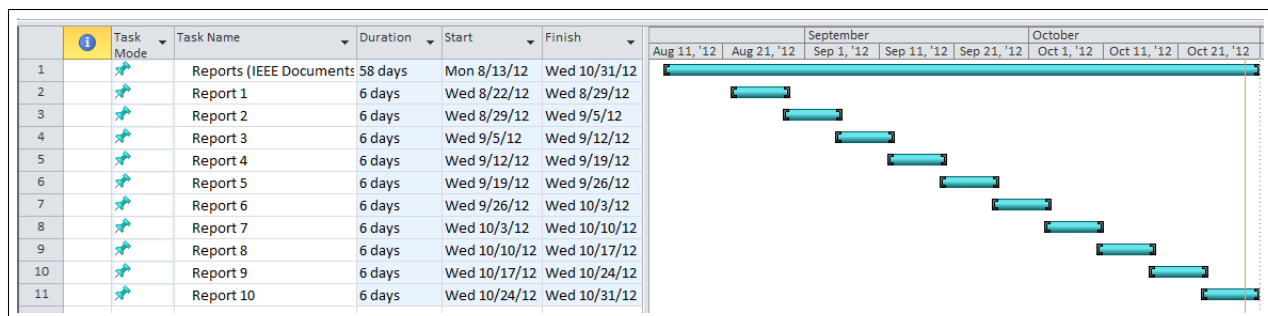 Task Mode Task Name Duration Start Finish
September October
Aug 11, '12 Aug 21, '12 Sep 1, '12 Sep 11, '12 Sep 21, '12 Oct 1, '12 Oct 11, '12 Oct 21, '12
1 Reports (IEEE Documents 58 days Mon 8/13/12 Wed 10/31/12
2 Report 1 6 days Wed 8/22/12 Wed 8/29/12
3 Report 2 6 days Wed 8/29/12 Wed 9/5/12
4 Report 3 6 days Wed 9/5/12 Wed 9/12/12
5 Report 4 6 days Wed 9/12/12 Wed 9/19/12
6 Report 5 6 days Wed 9/19/12 Wed 9/26/12
7 Report 6 6 days Wed 9/26/12 Wed 10/3/12
8 Report 7 6 days Wed 10/3/12 Wed 10/10/12
9 Report 8 6 days Wed 10/10/12 Wed 10/17/12
10 Report 9 6 days Wed 10/17/12 Wed 10/24/12
11 Report 10 6 days Wed 10/24/12 Wed 10/31/12